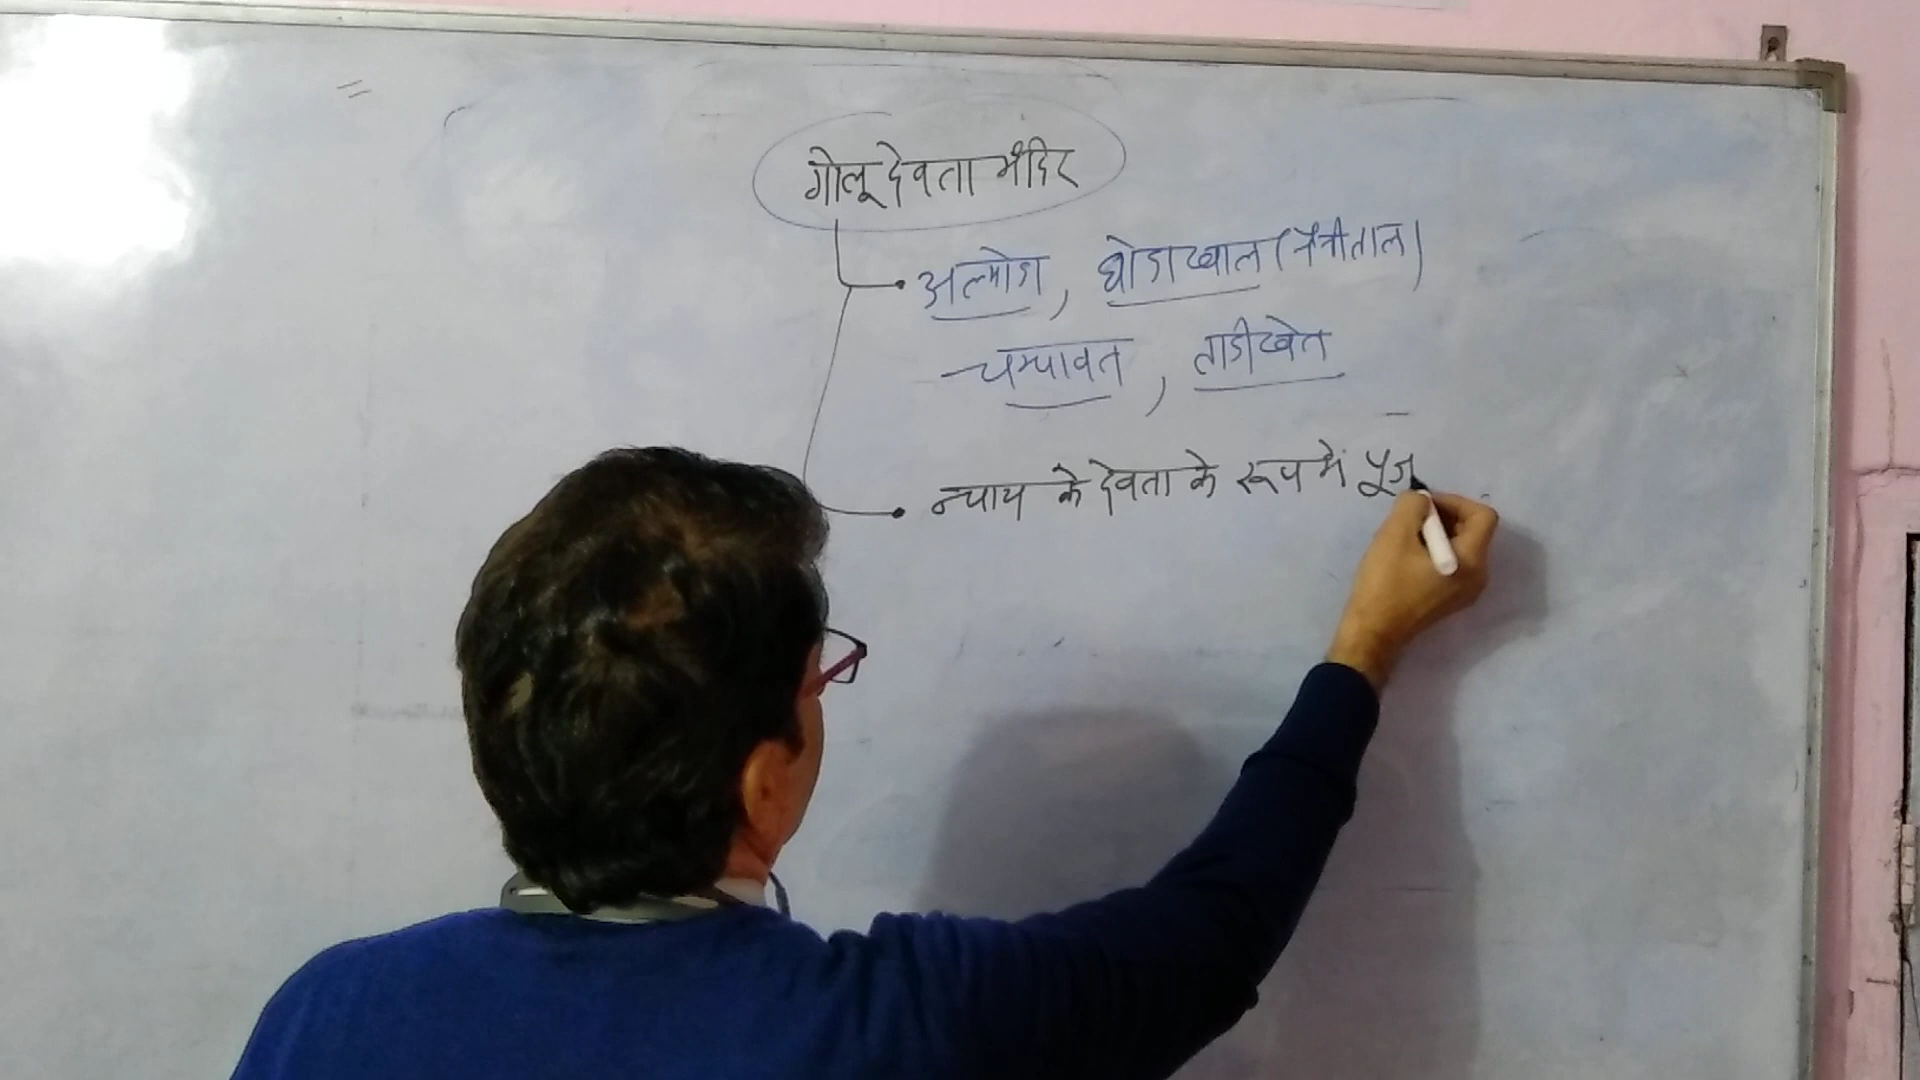 गोलू देवता मंदिर
अल्मोडा, घोडाखाल (नैनीताल)
चम्पावत, ताडीखेत
न्याय के देवता के रूप में पूज